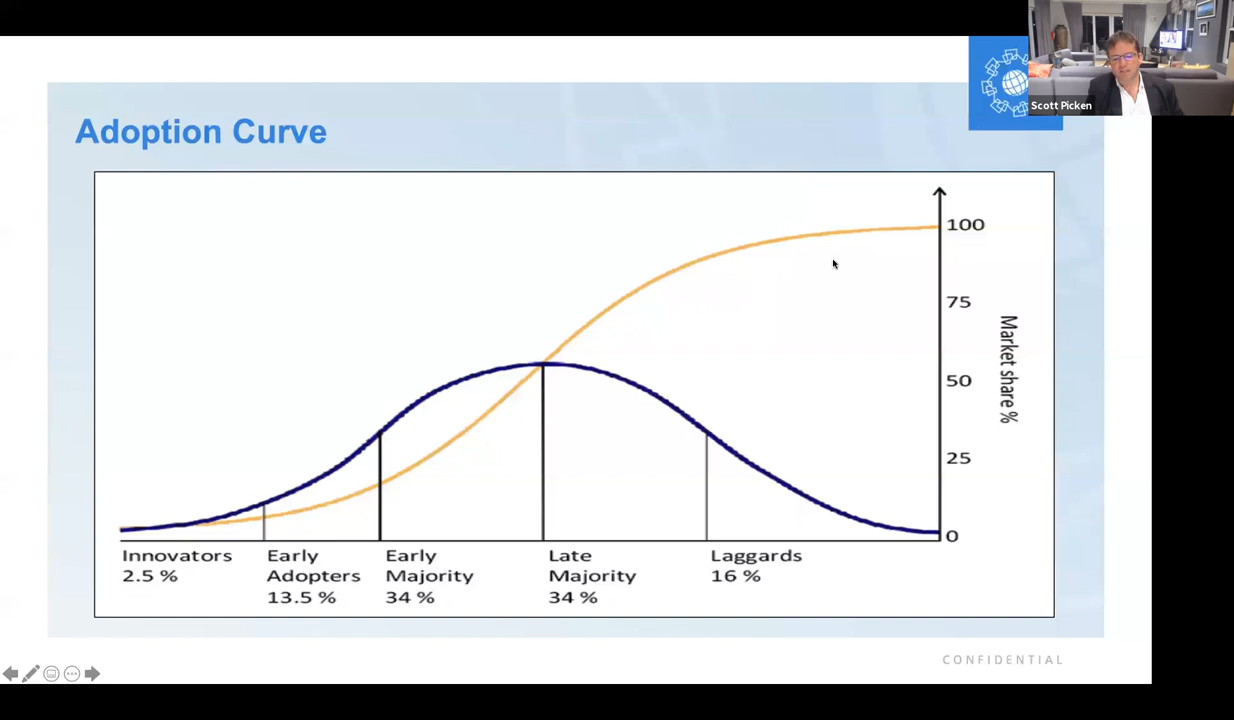 Scott Picken
Adoption Curve
100
75
50
25
0
Market share %
Innovators
2.5 %
Early
Adopters
13.5 %
Early
Majority
34 %
Late
Majority
34 %
Laggards
16 %
CONFIDENTIAL